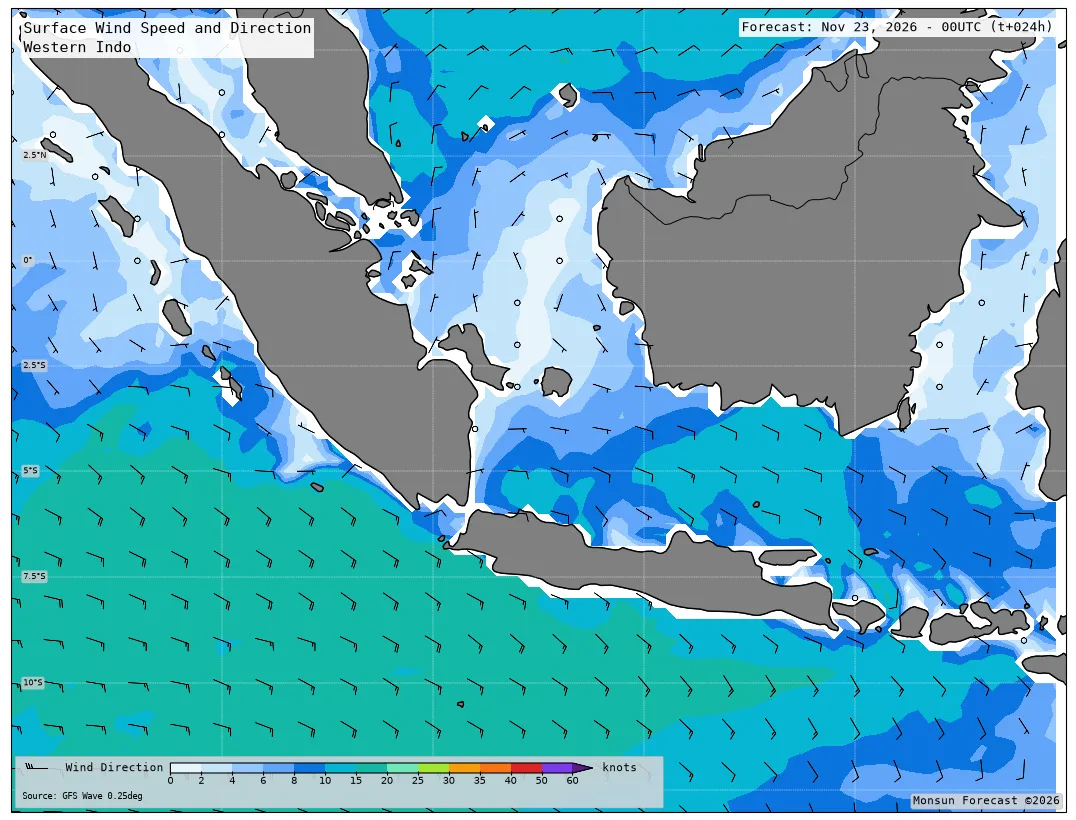 Surface Wind Speed and Direction
Western Indo
Forecast: Nov 23, 2026 - 00UTC (t+024h)
2.5°N
0°
2.5°S
5°S
7.5°S
10°S
Wind Direction
0 2 4 6 8 10 15 20 25 30 35 40 50 60
knots
Source: GFS Wave 0.25deg
Monsun Forecast ©2026